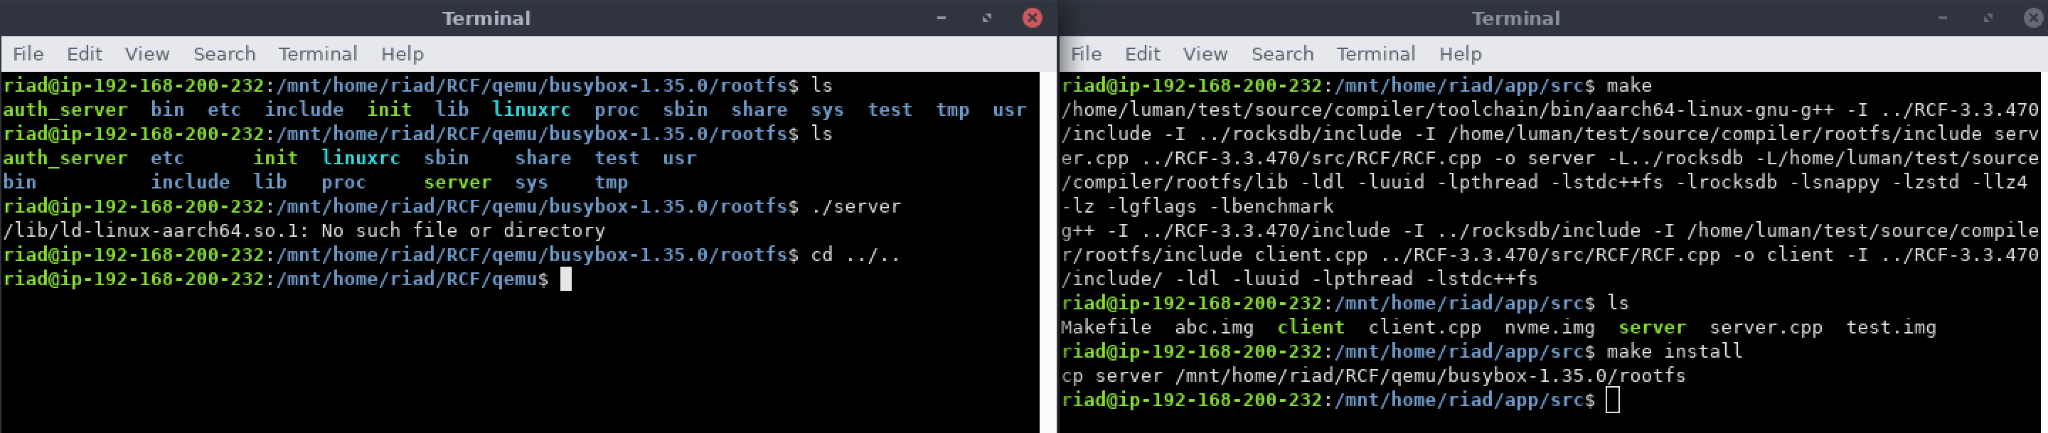 Terminal
File Edit View Search Terminal Help
riad@ip-192-168-200-232:/mnt/home/riad/RCF/qemu/busybox-1.35.0/rootfs$ ls
auth_server  bin  etc  include  init  lib  linuxrc  proc  sbin  share  sys  test  tmp  usr
riad@ip-192-168-200-232:/mnt/home/riad/RCF/qemu/busybox-1.35.0/rootfs$ ls
auth_server  etc      init  linuxrc  sbin    share  test  usr
bin          include  lib   proc     server  sys    tmp
riad@ip-192-168-200-232:/mnt/home/riad/RCF/qemu/busybox-1.35.0/rootfs$ ./server
/lib/ld-linux-aarch64.so.1: No such file or directory
riad@ip-192-168-200-232:/mnt/home/riad/RCF/qemu/busybox-1.35.0/rootfs$ cd ../..
riad@ip-192-168-200-232:/mnt/home/riad/RCF/qemu$
Terminal
File Edit View Search Terminal Help
riad@ip-192-168-200-232:/mnt/home/riad/app/src$ make
/home/luman/test/source/compiler/toolchain/bin/aarch64-linux-gnu-g++ -I ../RCF-3.3.470
/include -I ../rocksdb/include -I /home/luman/test/source/compiler/rootfs/include serv
er.cpp ../RCF-3.3.470/src/RCF/RCF.cpp -o server -L../rocksdb -L/home/luman/test/source
/compiler/rootfs/lib -ldl -luuid -lpthread -lstdc++fs -lrocksdb -lsnappy -lzstd -llz4
-lz -lgflags -lbenchmark
g++ -I ../RCF-3.3.470/include -I ../rocksdb/include -I /home/luman/test/source/compile
r/rootfs/include client.cpp ../RCF-3.3.470/src/RCF/RCF.cpp -o client -I ../RCF-3.3.470
/include/ -ldl -luuid -lpthread -lstdc++fs
riad@ip-192-168-200-232:/mnt/home/riad/app/src$ ls
Makefile  abc.img  client  client.cpp  nvme.img  server  server.cpp  test.img
riad@ip-192-168-200-232:/mnt/home/riad/app/src$ make install
cp server /mnt/home/riad/RCF/qemu/busybox-1.35.0/rootfs
riad@ip-192-168-200-232:/mnt/home/riad/app/src$